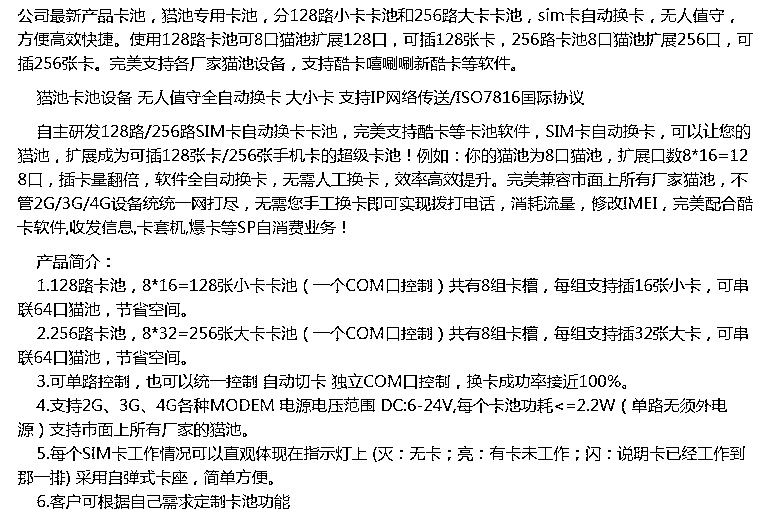 公司最新产品卡池，猫池专用卡池，分128路小卡卡池和256路大卡卡池，sim卡自动换卡，无人值守，
方便高效快捷。使用128路卡池可8口猫池扩展128口，可插128张卡，256路卡池8口猫池扩展256口，可
插256张卡。完美支持各厂家猫池设备，支持酷卡嘻唰唰新酷卡等软件。
猫池卡池设备 无人值守全自动换卡 大小卡 支持IP网络传送/ISO7816国际协议
自主研发128路/256路SIM卡自动换卡卡池，完美支持酷卡等卡池软件，SIM卡自动换卡，可以让您的
猫池，扩展成为可插128张卡/256张手机卡的超级卡池！例如：你的猫池为8口猫池，扩展口数8*16=12
8口，插卡量翻倍，软件全自动换卡，无需人工换卡，效率高效提升。完美兼容市面上所有厂家猫池，不
管2G/3G/4G设备统统一网打尽，无需您手工换卡即可实现拨打电话，消耗流量，修改IMEI，完美配合酷
卡软件,收发信息,卡套机,爆卡等SP自消费业务！
产品简介：
1.128路卡池，8*16=128张小卡卡池（一个COM口控制）共有8组卡槽，每组支持插16张小卡，可串
联64口猫池，节省空间。
2.256路卡池，8*32=256张大卡卡池（一个COM口控制）共有8组卡槽，每组支持插32张大卡，可串
联64口猫池，节省空间。
3.可单路控制，也可以统一控制 自动切卡 独立COM口控制，换卡成功率接近100%。
4.支持2G、3G、4G各种MODEM 电源电压范围 DC:6-24V,每个卡池功耗<=2.2W（单路无须外电
源）支持市面上所有厂家的猫池。
5.每个SIM卡工作情况可以直观体现在指示灯上 (灭：无卡；亮：有卡未工作；闪：说明卡已经工作到
那一排) 采用自弹式卡座，简单方便。
6.客户可根据自己需求定制卡池功能